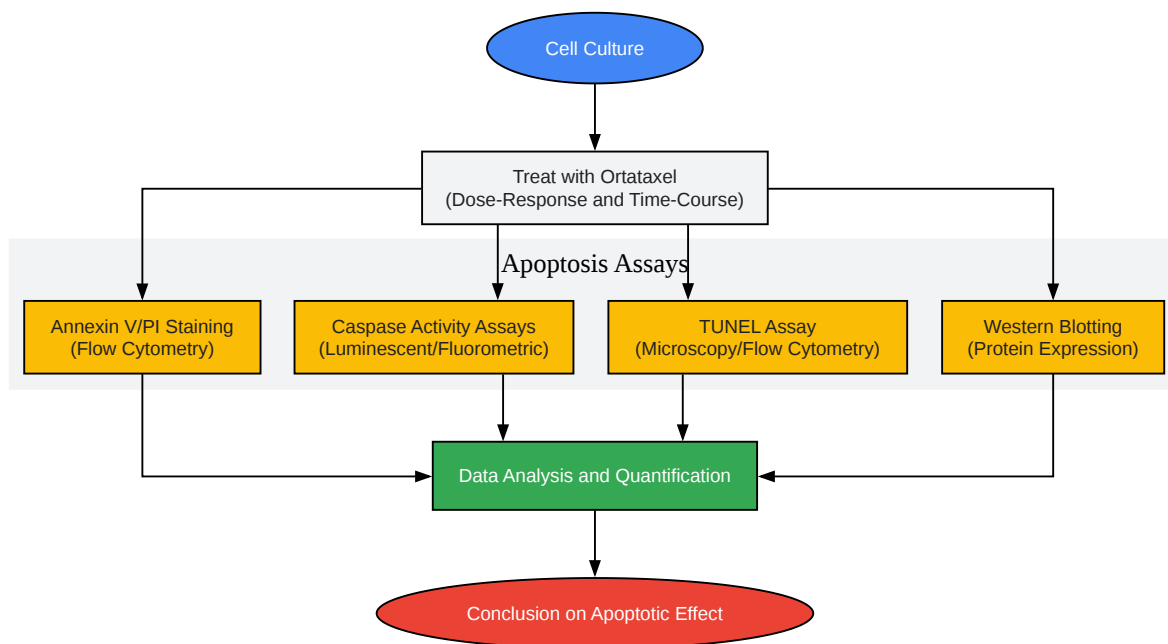 Cell Culture
Treat with Ortataxel
(Dose-Response and Time-Course)
Apoptosis Assays
Annexin V/PI Staining
(Flow Cytometry)
Caspase Activity Assays
(Luminescent/Fluorometric)
TUNEL Assay
(Microscopy/Flow Cytometry)
Western Blotting
(Protein Expression)
Data Analysis and Quantification
Conclusion on Apoptotic Effect